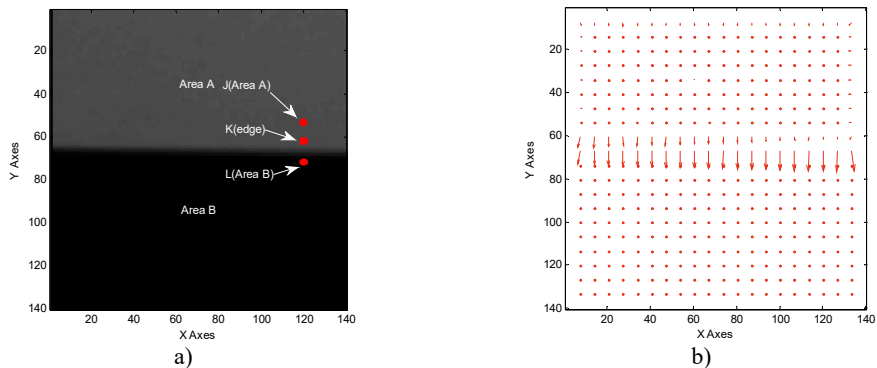 20
40
60
80
100
120
140
Y Axes
Area A J(Area A)
K(edge)
L(Area B)
Area B
20 40 60 80 100 120 140
X Axes
a)
20
40
60
80
100
120
140
Y Axes
0 20 40 60 80 100 120 140
X Axes
b)